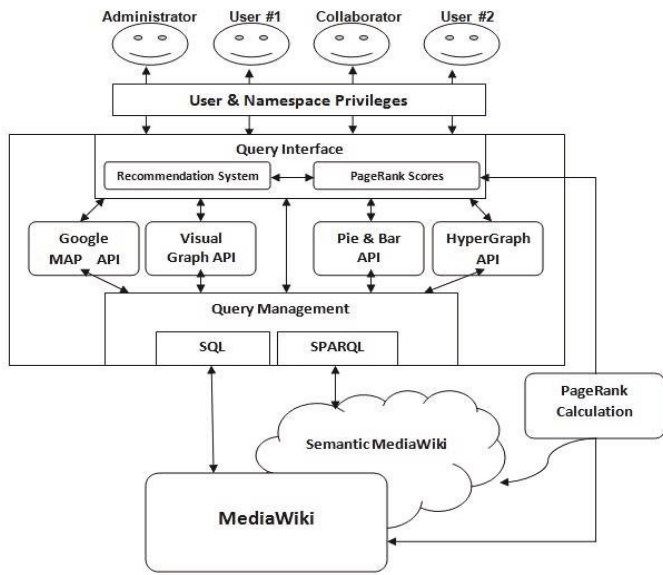 Administrator User #1 Collaborator User #2
User & Namespace Privileges
Query Interface
Recommendation System PageRank Scores
Google
MAP API
Visual
Graph API
Pie & Bar
API
HyperGraph
API
Query Management
SQL SPARQL
PageRank
Calculation
Semantic MediaWiki
MediaWiki